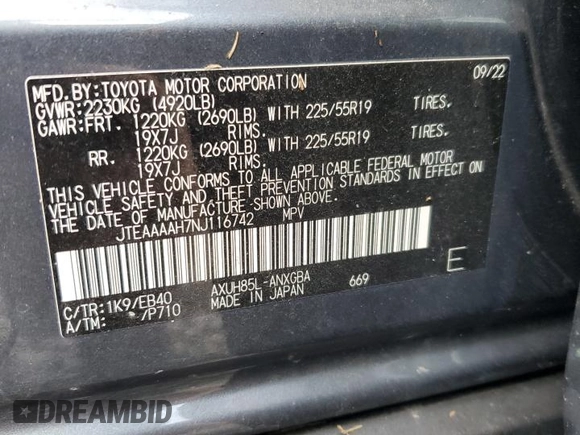 MFD.BY:TOYOTA MOTOR CORPORATION 09/22
GVWR:2230KG (4920LB)
GAWR:FRT. 1220KG (2690LB) WITH 225/55R19 TIRES.
19X7J RIMS.
RR. 1220KG (2690LB) WITH 225/55R19 TIRES.
19X7J RIMS.
THIS VEHICLE CONFORMS TO ALL APPLICABLE FEDERAL MOTOR
VEHICLE SAFETY AND THEFT PREVENTION STANDARDS IN EFFECT ON
THE DATE OF MANUFACTURE SHOWN ABOVE.
JTEAAAAH7NJ116742 MPV
C/TR:1K9/EB40 AXUH85L-ANXGBA 669 E
A/TM: /P710 MADE IN JAPAN
DREAMBID